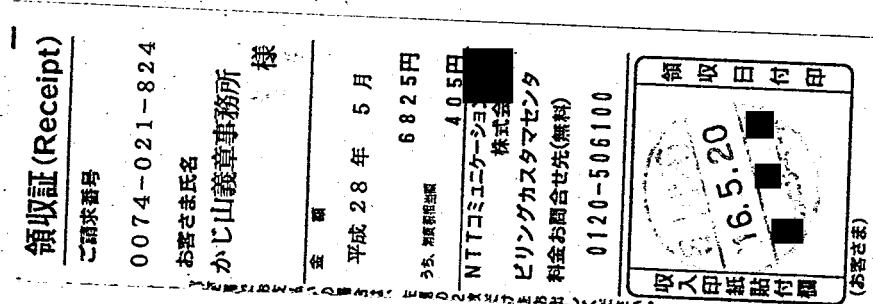 領収証(Receipt)
ご請求番号
0074-021-824
お客さま氏名
かじ山義章事務所
様
金額
平成 28 年 5 月
6825円
うち、消費税相当額
405円
NTTコミュニケーション
株式会
ビリングカスタマセンタ
料金お問合せ先(無料)
0120-506100
領収日付印
16.5.20
収入印紙貼付欄
(お客さま)